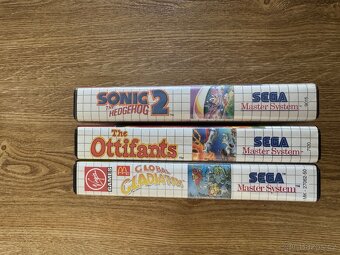 SONIC
THE HEDGEHOG 2
SEGA
Master System
The
Ottifants
SEGA
Master System
Virgin
GAMES
M
GLOBAL
GLADIATORS
SEGA
Master System